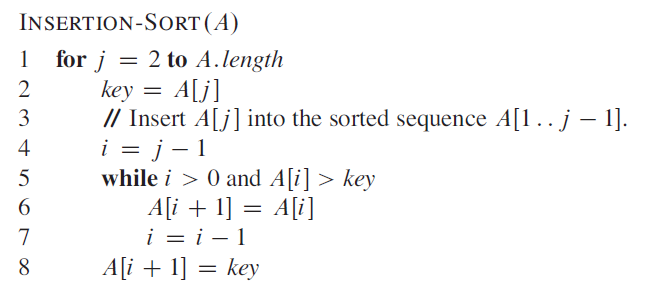 INSERTION-SORT(A)
1 for j = 2 to A.length
2 key = A[j]
3 // Insert A[j] into the sorted sequence A[1 . . j − 1].
4 i = j − 1
5 while i > 0 and A[i] > key
6 A[i + 1] = A[i]
7 i = i − 1
8 A[i + 1] = key